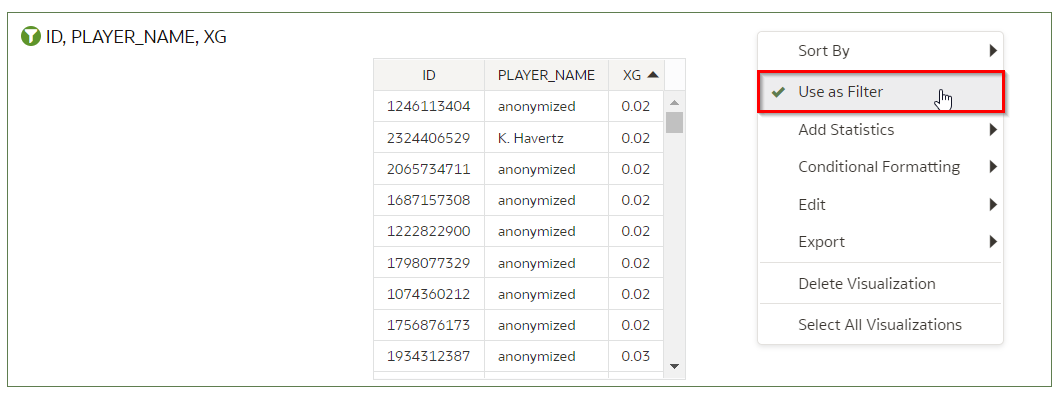 ID, PLAYER_NAME, XG
ID PLAYER_NAME XG
1246113404 anonymized 0.02
2324406529 K. Havertz 0.02
2065734711 anonymized 0.02
1687157308 anonymized 0.02
1222822900 anonymized 0.02
1798077329 anonymized 0.02
1074360212 anonymized 0.02
1756876173 anonymized 0.02
1934312387 anonymized 0.03
Sort By
Use as Filter
Add Statistics
Conditional Formatting
Edit
Export
Delete Visualization
Select All Visualizations